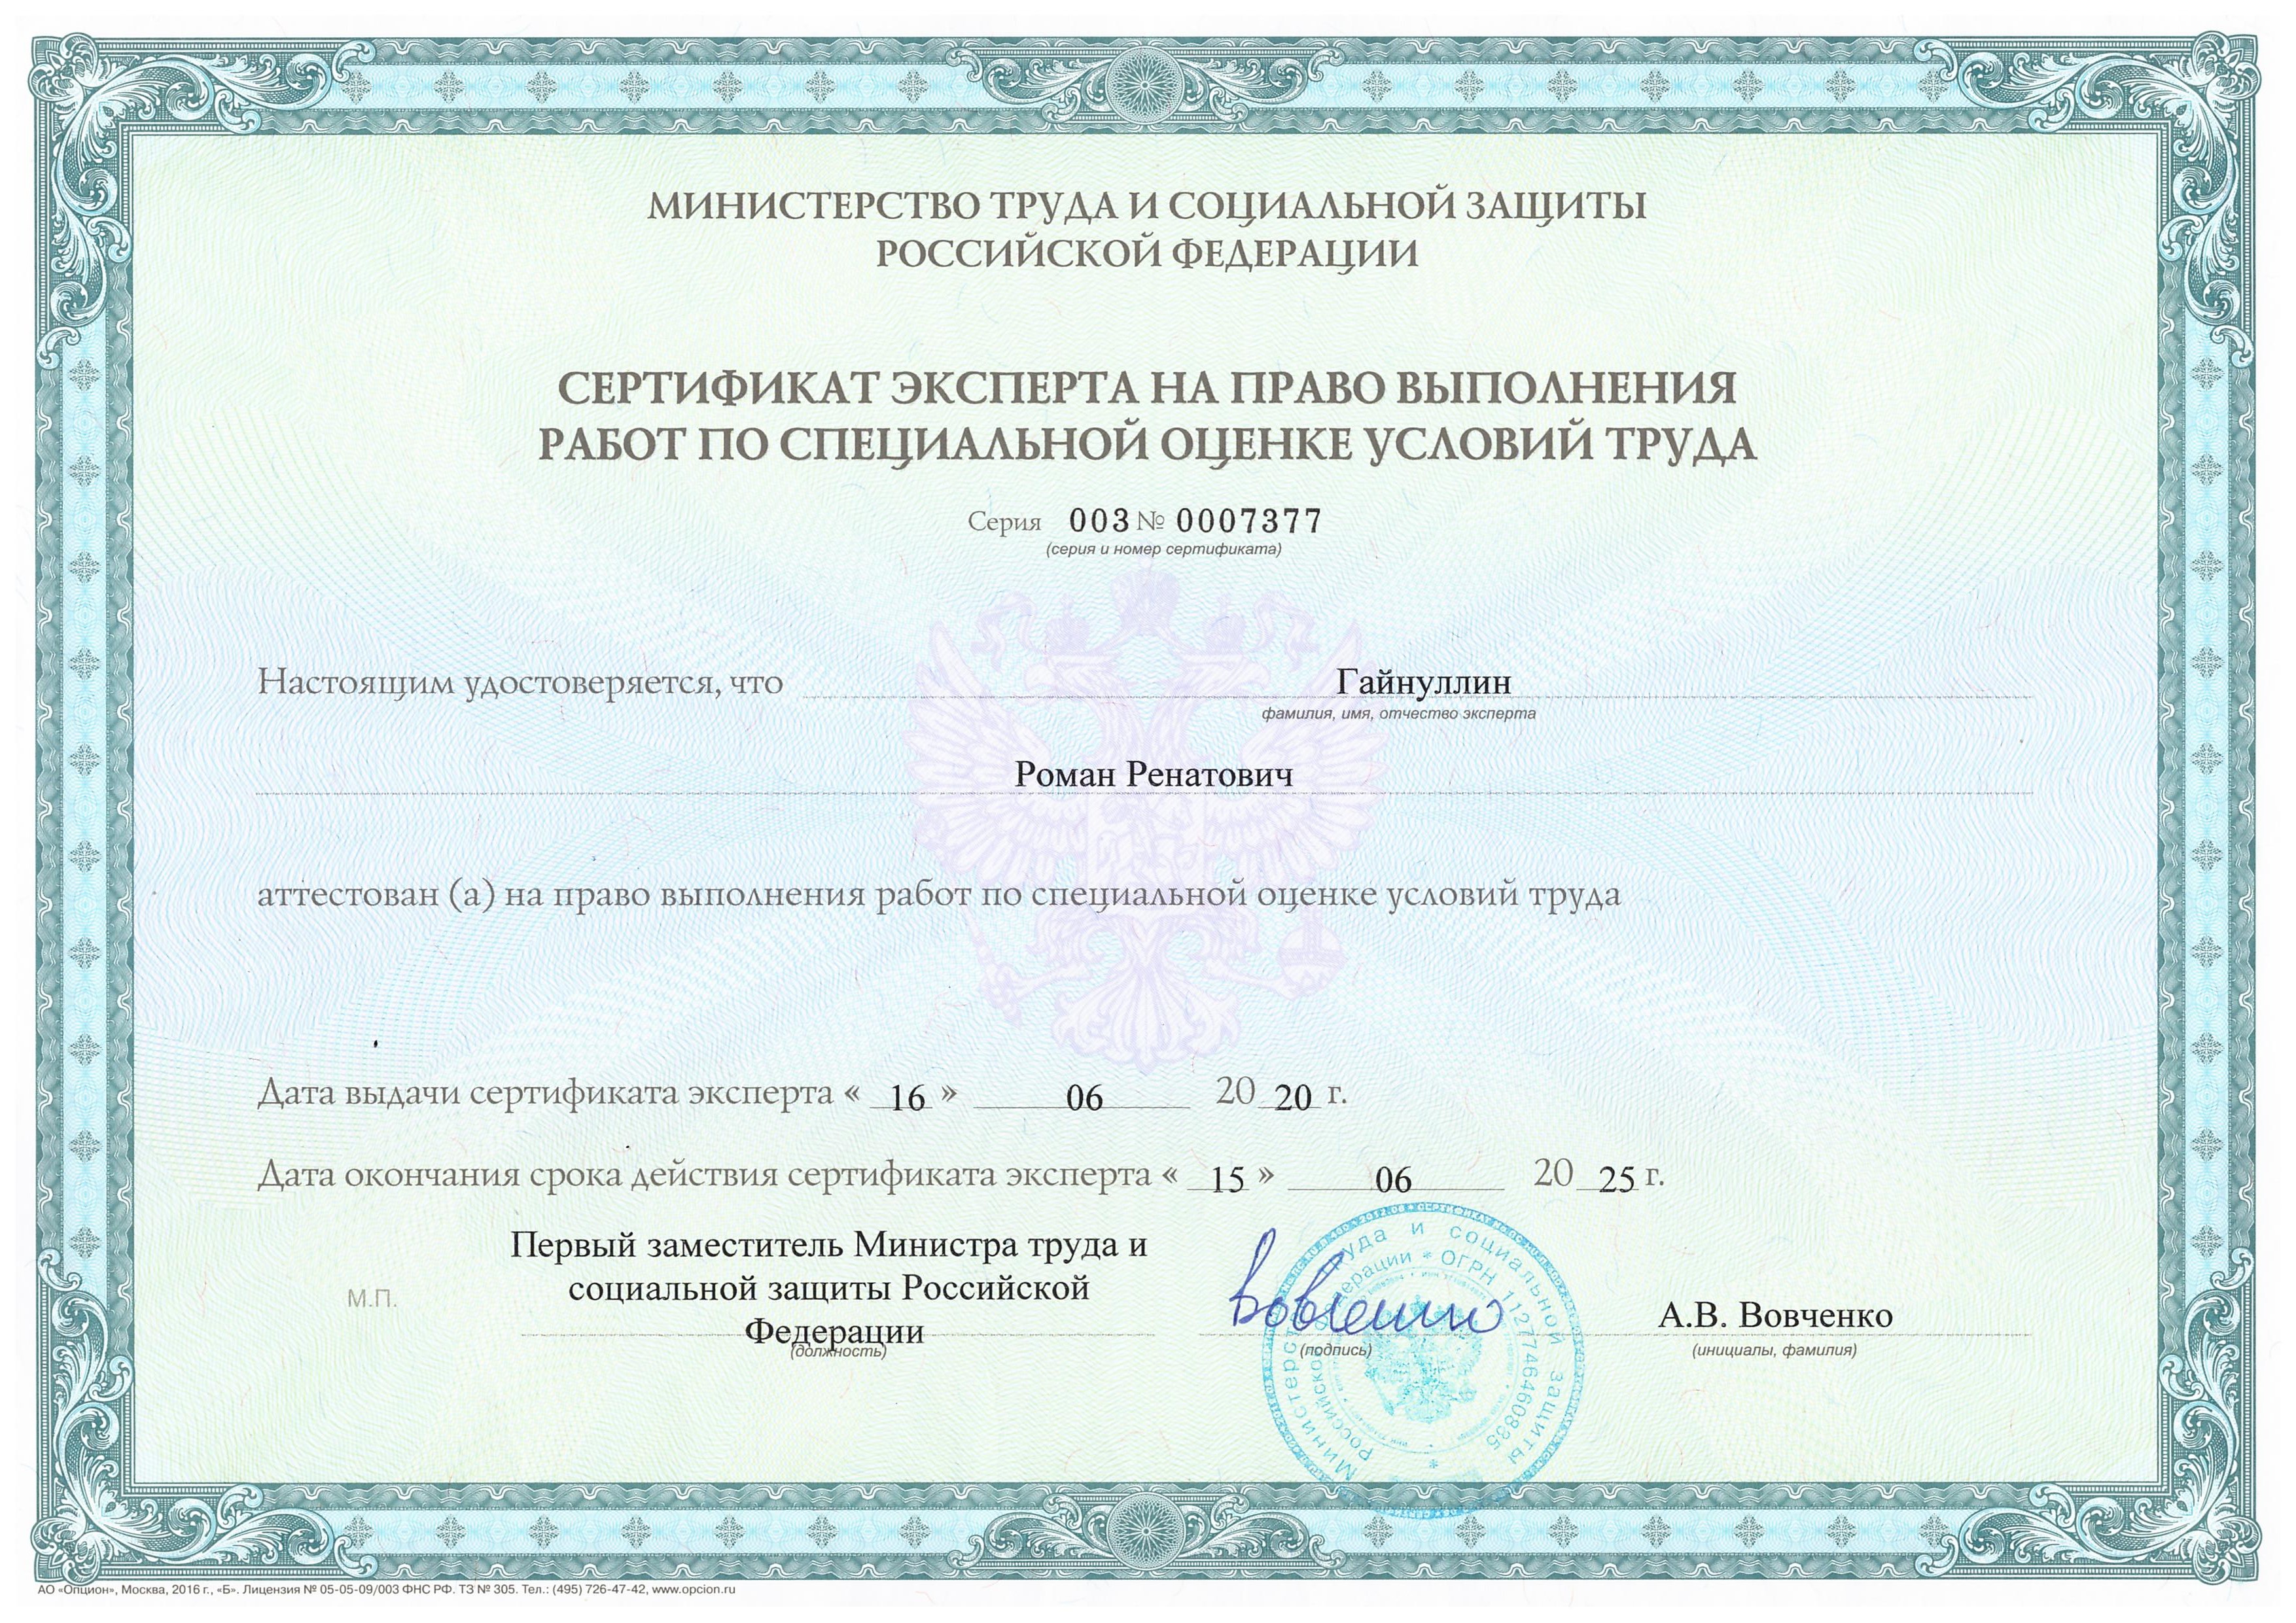 МИНИСТЕРСТВО ТРУДА И СОЦИАЛЬНОЙ ЗАЩИТЫ
РОССИЙСКОЙ ФЕДЕРАЦИИ
СЕРТИФИКАТ ЭКСПЕРТА НА ПРАВО ВЫПОЛНЕНИЯ
РАБОТ ПО СПЕЦИАЛЬНОЙ ОЦЕНКЕ УСЛОВИЙ ТРУДА
Серия 003 № 0007377
(серия и номер сертификата)
Настоящим удостоверяется, что Гайнуллин
фамилия, имя, отчество эксперта
Роман Ренатович
аттестован (а) на право выполнения работ по специальной оценке условий труда
Дата выдачи сертификата эксперта « 16 » 06 20 20 г.
Дата окончания срока действия сертификата эксперта « 15 » 06 20 25 г.
Первый заместитель Министра труда и
социальной защиты Российской
Федерации
М.П.
А.В. Вовченко
(должность)
(подпись)
(инициалы, фамилия)
труда и социальной защиты
Российской Федерации * ОГРН 1127746460885 *
АО «Опцион», Москва, 2016 г., «Б». Лицензия № 05-05-09/003 ФНС РФ. ТЗ № 305. Тел.: (495) 726-47-42, www.opcion.ru